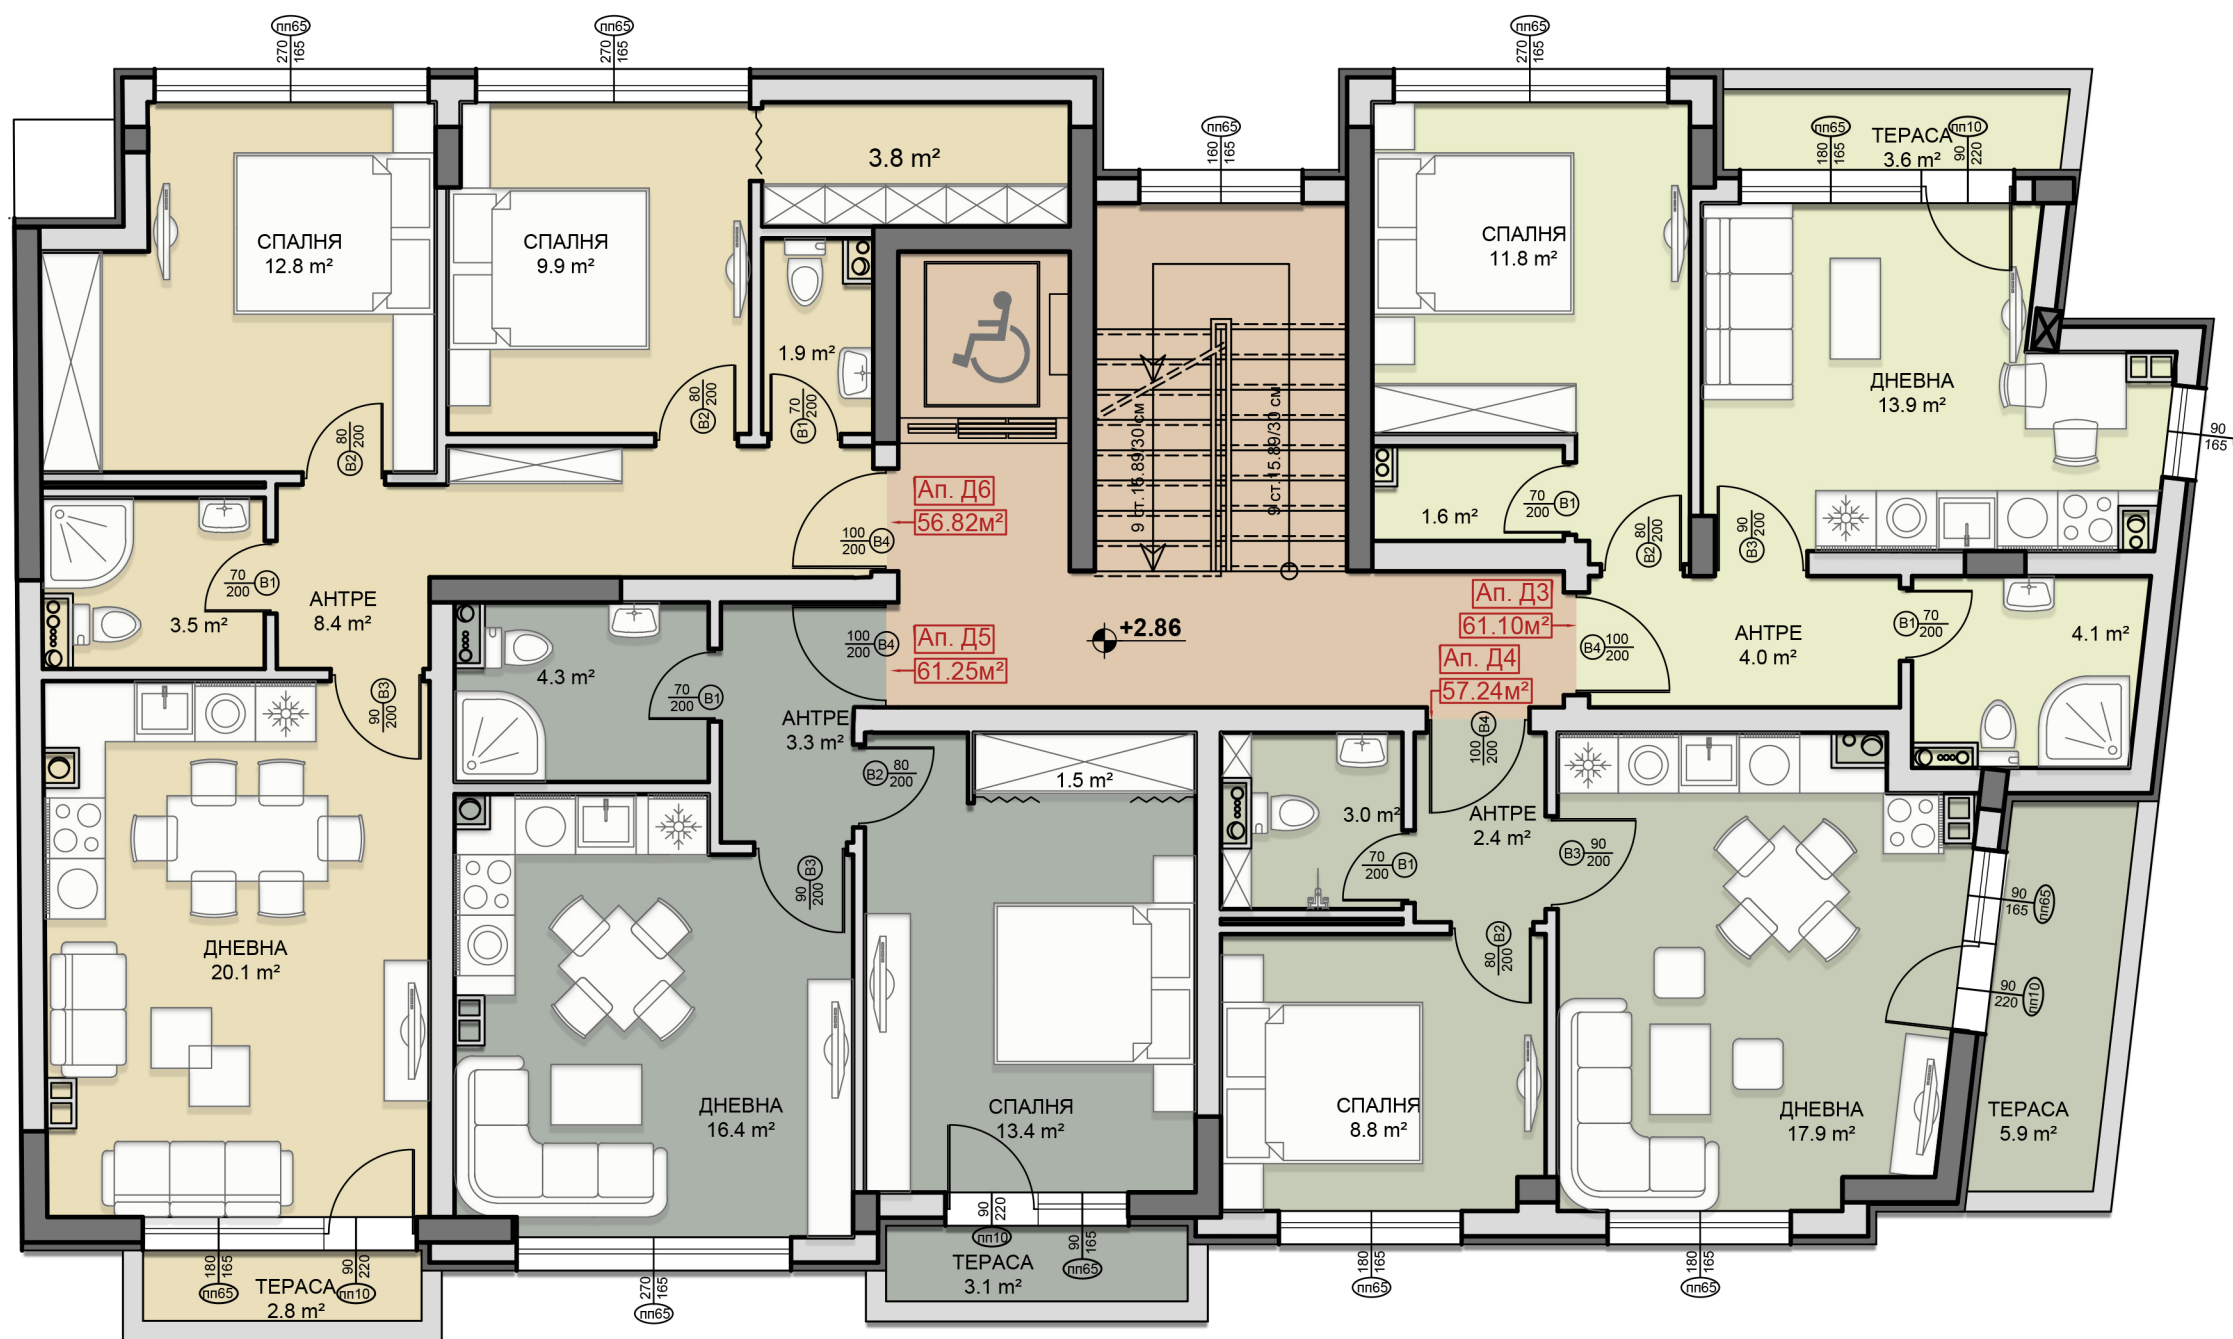 пп65
270
165
пп65
270
165
пп65
270
165
пп65
160
165
ТЕРАСА
3.6 m²
пп65
180
165
пп10
90
220
3.8 m²
СПАЛНЯ
12.8 m²
СПАЛНЯ
9.9 m²
СПАЛНЯ
11.8 m²
1.9 m²
ДНЕВНА
13.9 m²
90
165
80
200
В2
80
200
В2
70
200
В1
9 ст.15.89/30 см
9 ст.15.89/30 см
Ап. Д6
56.82м²
100
200
В4
1.6 m²
70
200
В1
80
200
В2
90
200
В3
70
200
В1
3.5 m²
АНТРЕ
8.4 m²
100
200
В4
Ап. Д5
61.25м²
+2.86
Ап. Д3
61.10м²
Ап. Д4
57.24м²
В4
100
200
АНТРЕ
4.0 m²
В1
70
200
4.1 m²
4.3 m²
70
200
В1
90
200
В3
АНТРЕ
3.3 m²
В2
80
200
1.5 m²
В4
100
200
3.0 m²
АНТРЕ
2.4 m²
70
200
В1
В3
90
200
90
200
В3
В2
80
200
90
165
пп65
90
220
пп10
ДНЕВНА
20.1 m²
ДНЕВНА
16.4 m²
СПАЛНЯ
13.4 m²
СПАЛНЯ
8.8 m²
ДНЕВНА
17.9 m²
ТЕРАСА
5.9 m²
180
165
пп65
90
220
пп10
ТЕРАСА
2.8 m²
270
165
пп65
90
220
пп10
90
165
пп65
ТЕРАСА
3.1 m²
180
165
пп65
180
165
пп65